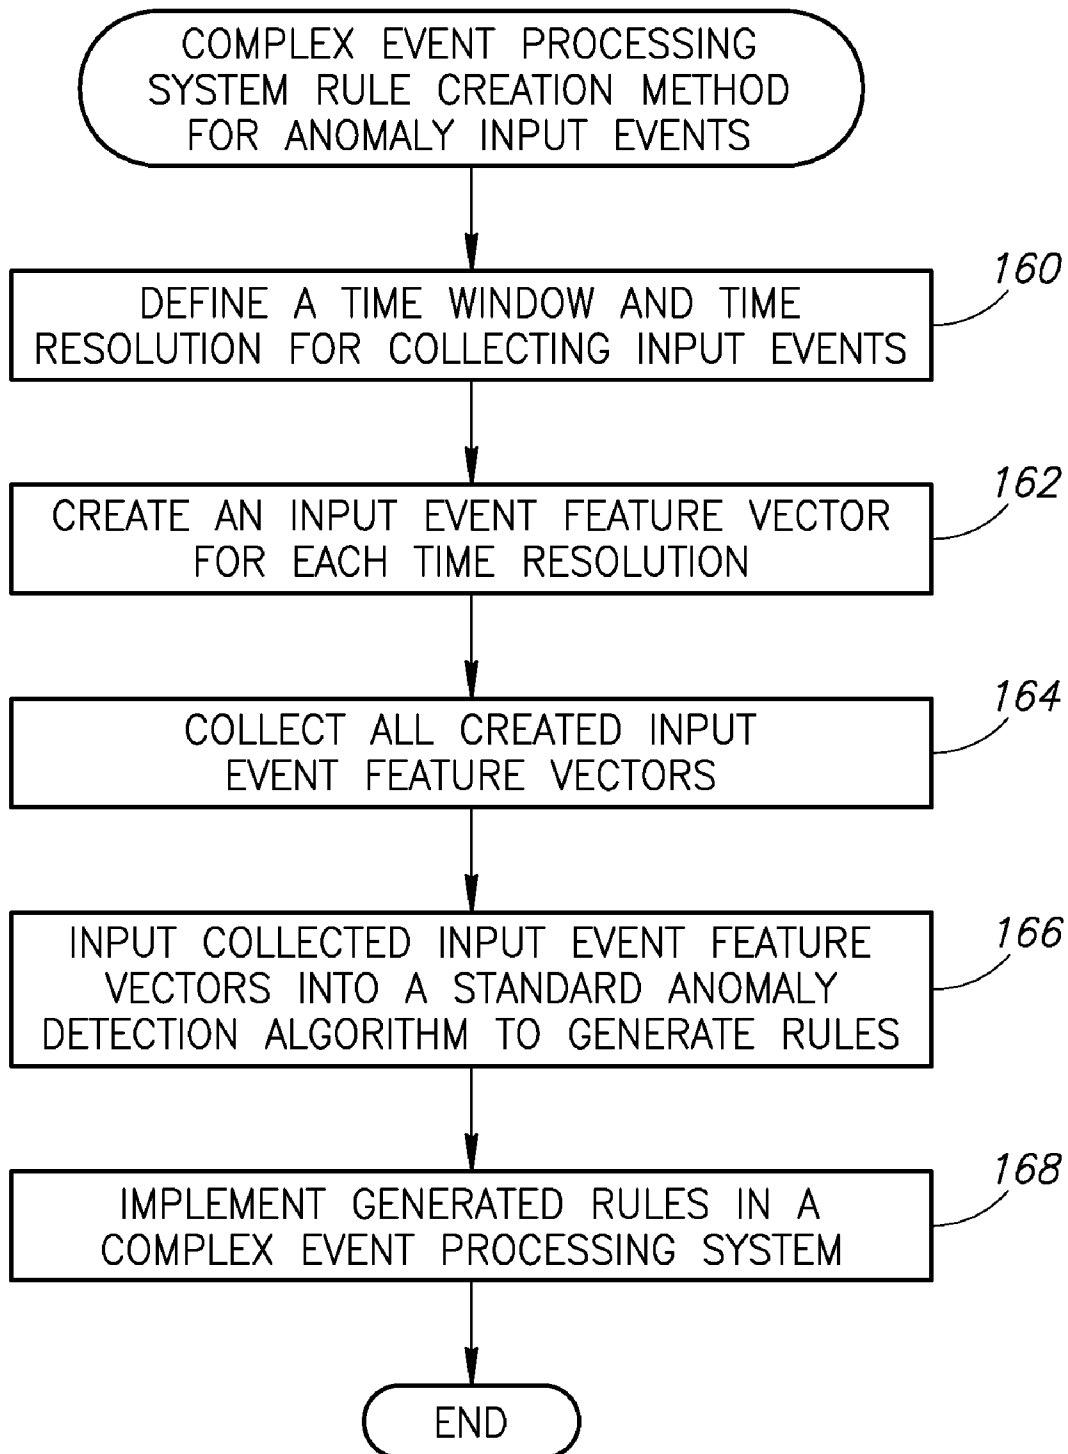 COMPLEX EVENT PROCESSING
SYSTEM RULE CREATION METHOD
FOR ANOMALY INPUT EVENTS
160
DEFINE A TIME WINDOW AND TIME
RESOLUTION FOR COLLECTING INPUT EVENTS
162
CREATE AN INPUT EVENT FEATURE VECTOR
FOR EACH TIME RESOLUTION
164
COLLECT ALL CREATED INPUT
EVENT FEATURE VECTORS
166
INPUT COLLECTED INPUT EVENT FEATURE
VECTORS INTO A STANDARD ANOMALY
DETECTION ALGORITHM TO GENERATE RULES
168
IMPLEMENT GENERATED RULES IN A
COMPLEX EVENT PROCESSING SYSTEM
END